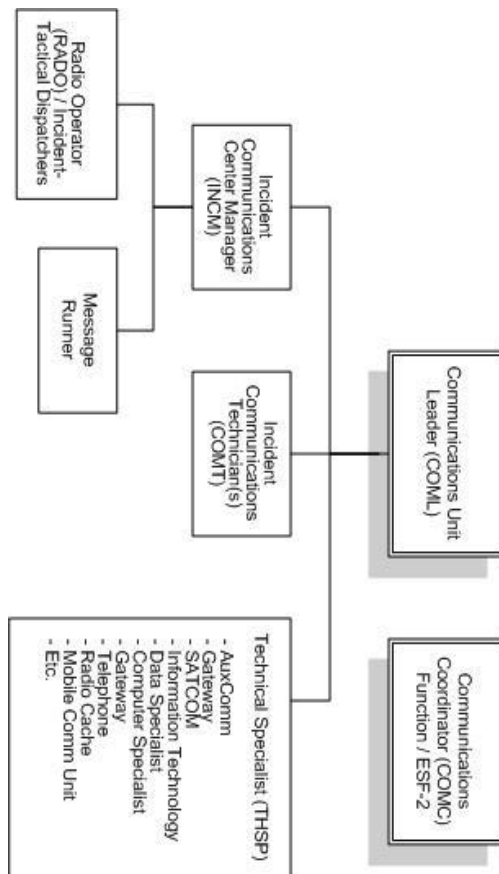 Communications Unit
Leader (COML)
Communications
Coordinator (COMC)
Function / ESF-2
Incident
Communications
Center Manager
(INCM)
Incident
Communications
Technician(s)
(COMT)
Technical Specialist (THSP)
- AuxComm
- Gateway
- SATCOM
- Information Technology
- Data Specialist
- Computer Specialist
- Gateway
- Telephone
- Radio Cache
- Mobile Comm Unit
- Etc.
Radio Operator
(RADO) / Incident-
Tactical Dispatchers
Message
Runner